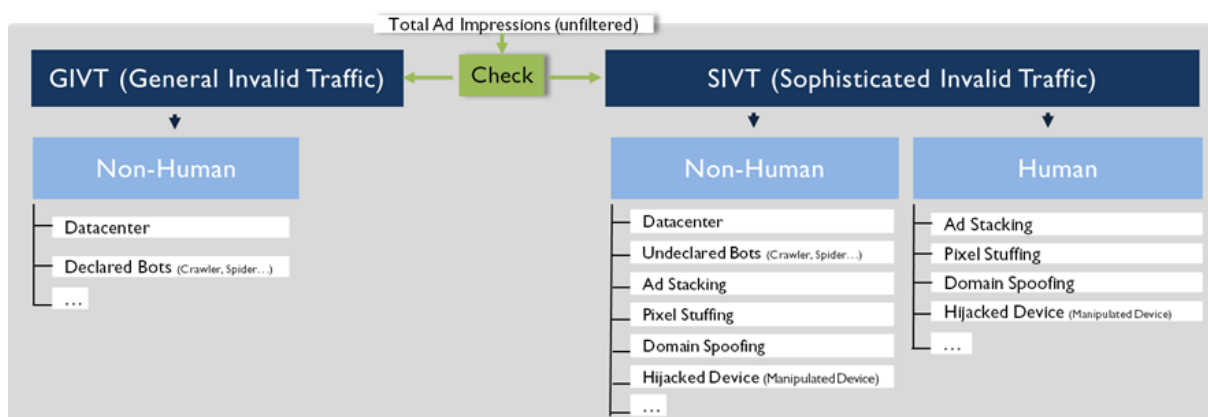 Total Ad Impressions (unfiltered)
Check
GIVT (General Invalid Traffic)
Non-Human
Datacenter
Declared Bots (Crawler, Spider...)
...
SIVT (Sophisticated Invalid Traffic)
Non-Human
Datacenter
Undeclared Bots (Crawler, Spider...)
Ad Stacking
Pixel Stuffing
Domain Spoofing
Hijacked Device (Manipulated Device)
...
Human
Ad Stacking
Pixel Stuffing
Domain Spoofing
Hijacked Device (Manipulated Device)
...